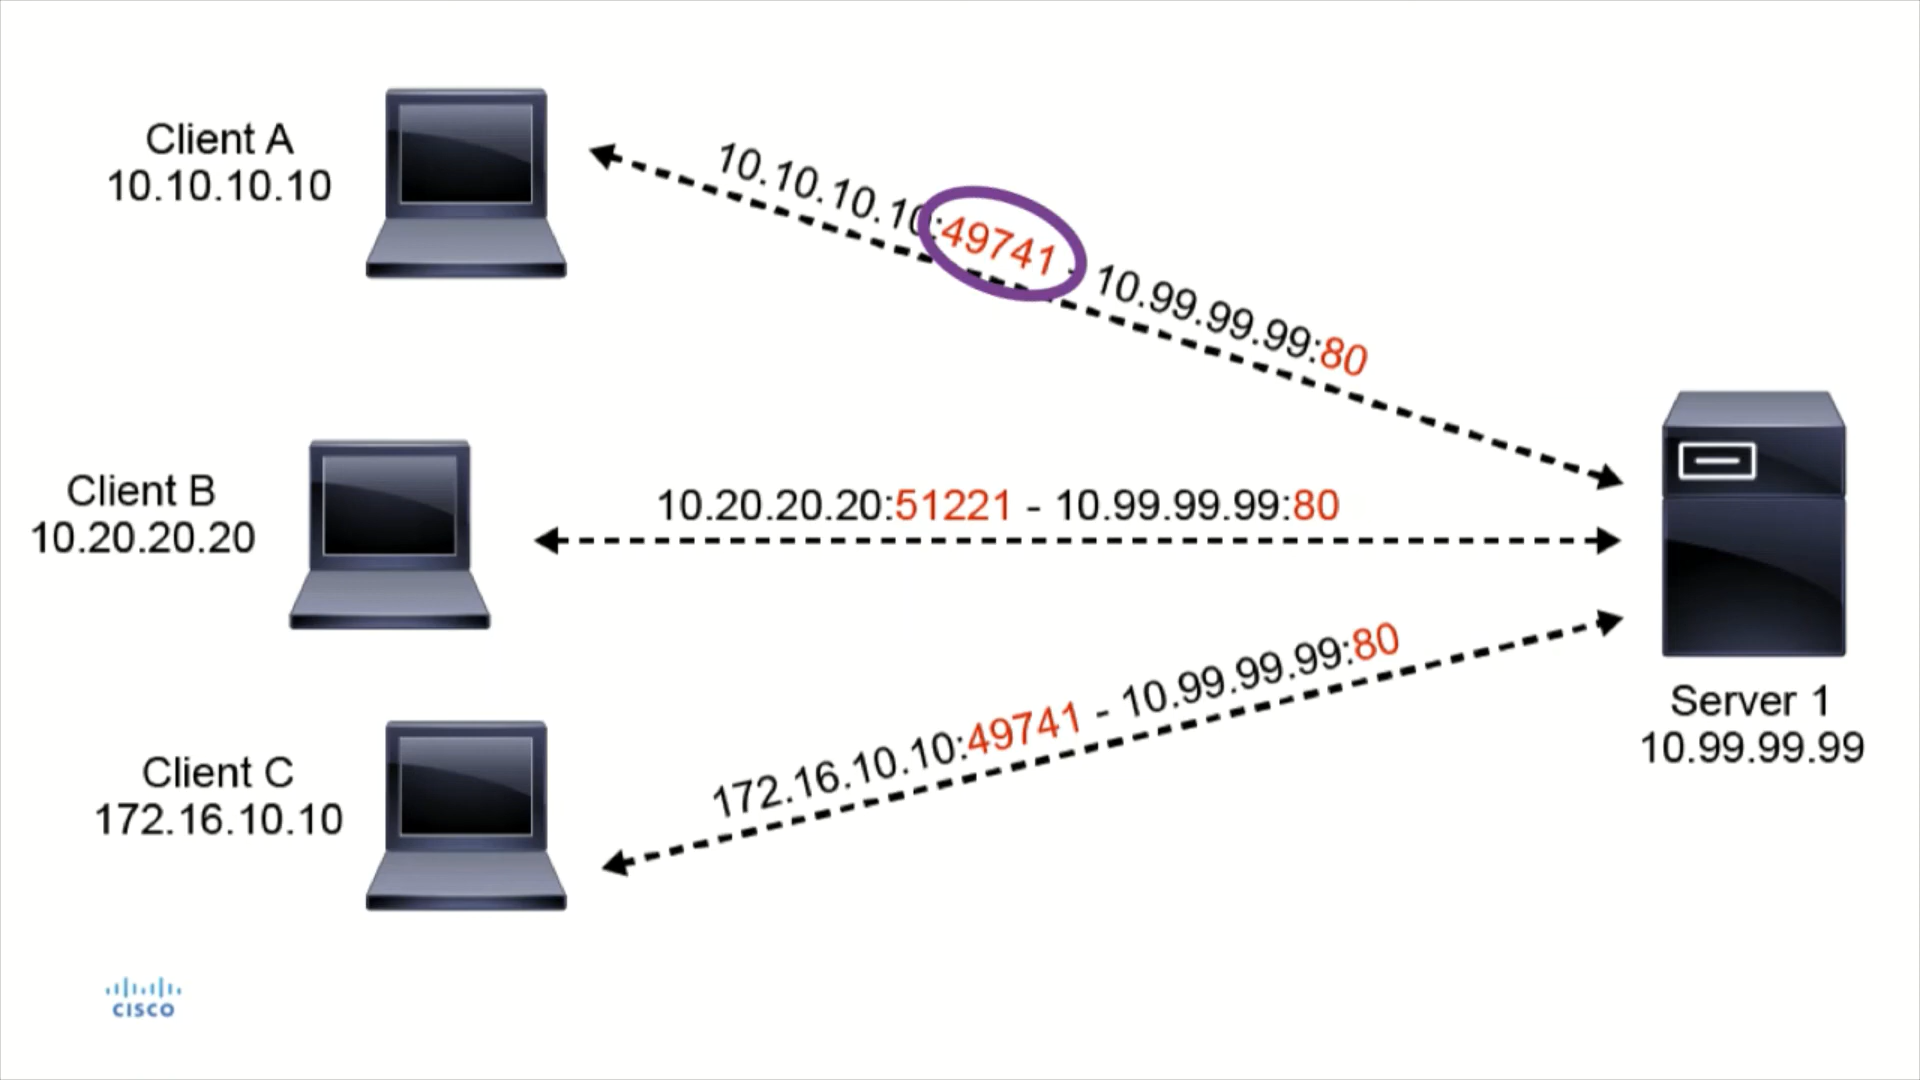 Client A
10.10.10.10
10.10.10.10:49741 - 10.99.99.99:80
Client B
10.20.20.20
10.20.20.20:51221 - 10.99.99.99:80
Client C
172.16.10.10
172.16.10.10:49741 - 10.99.99.99:80
Server 1
10.99.99.99
CISCO